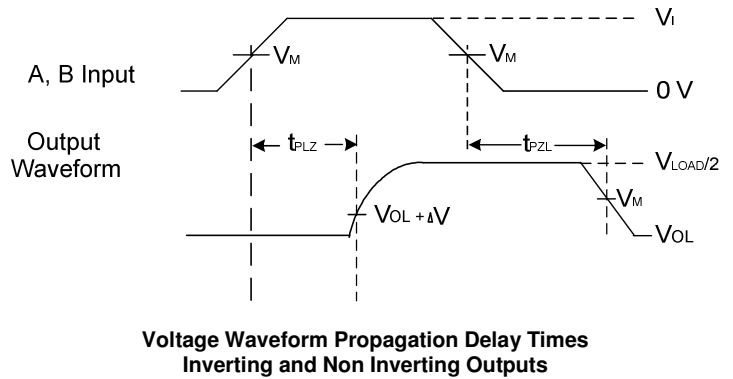 VI
VM
VM
A, B Input
0 V
Output
Waveform
tPLZ
tPZL
VLOAD/2
VM
VOL + ΔV
VOL
Voltage Waveform Propagation Delay Times
Inverting and Non Inverting Outputs